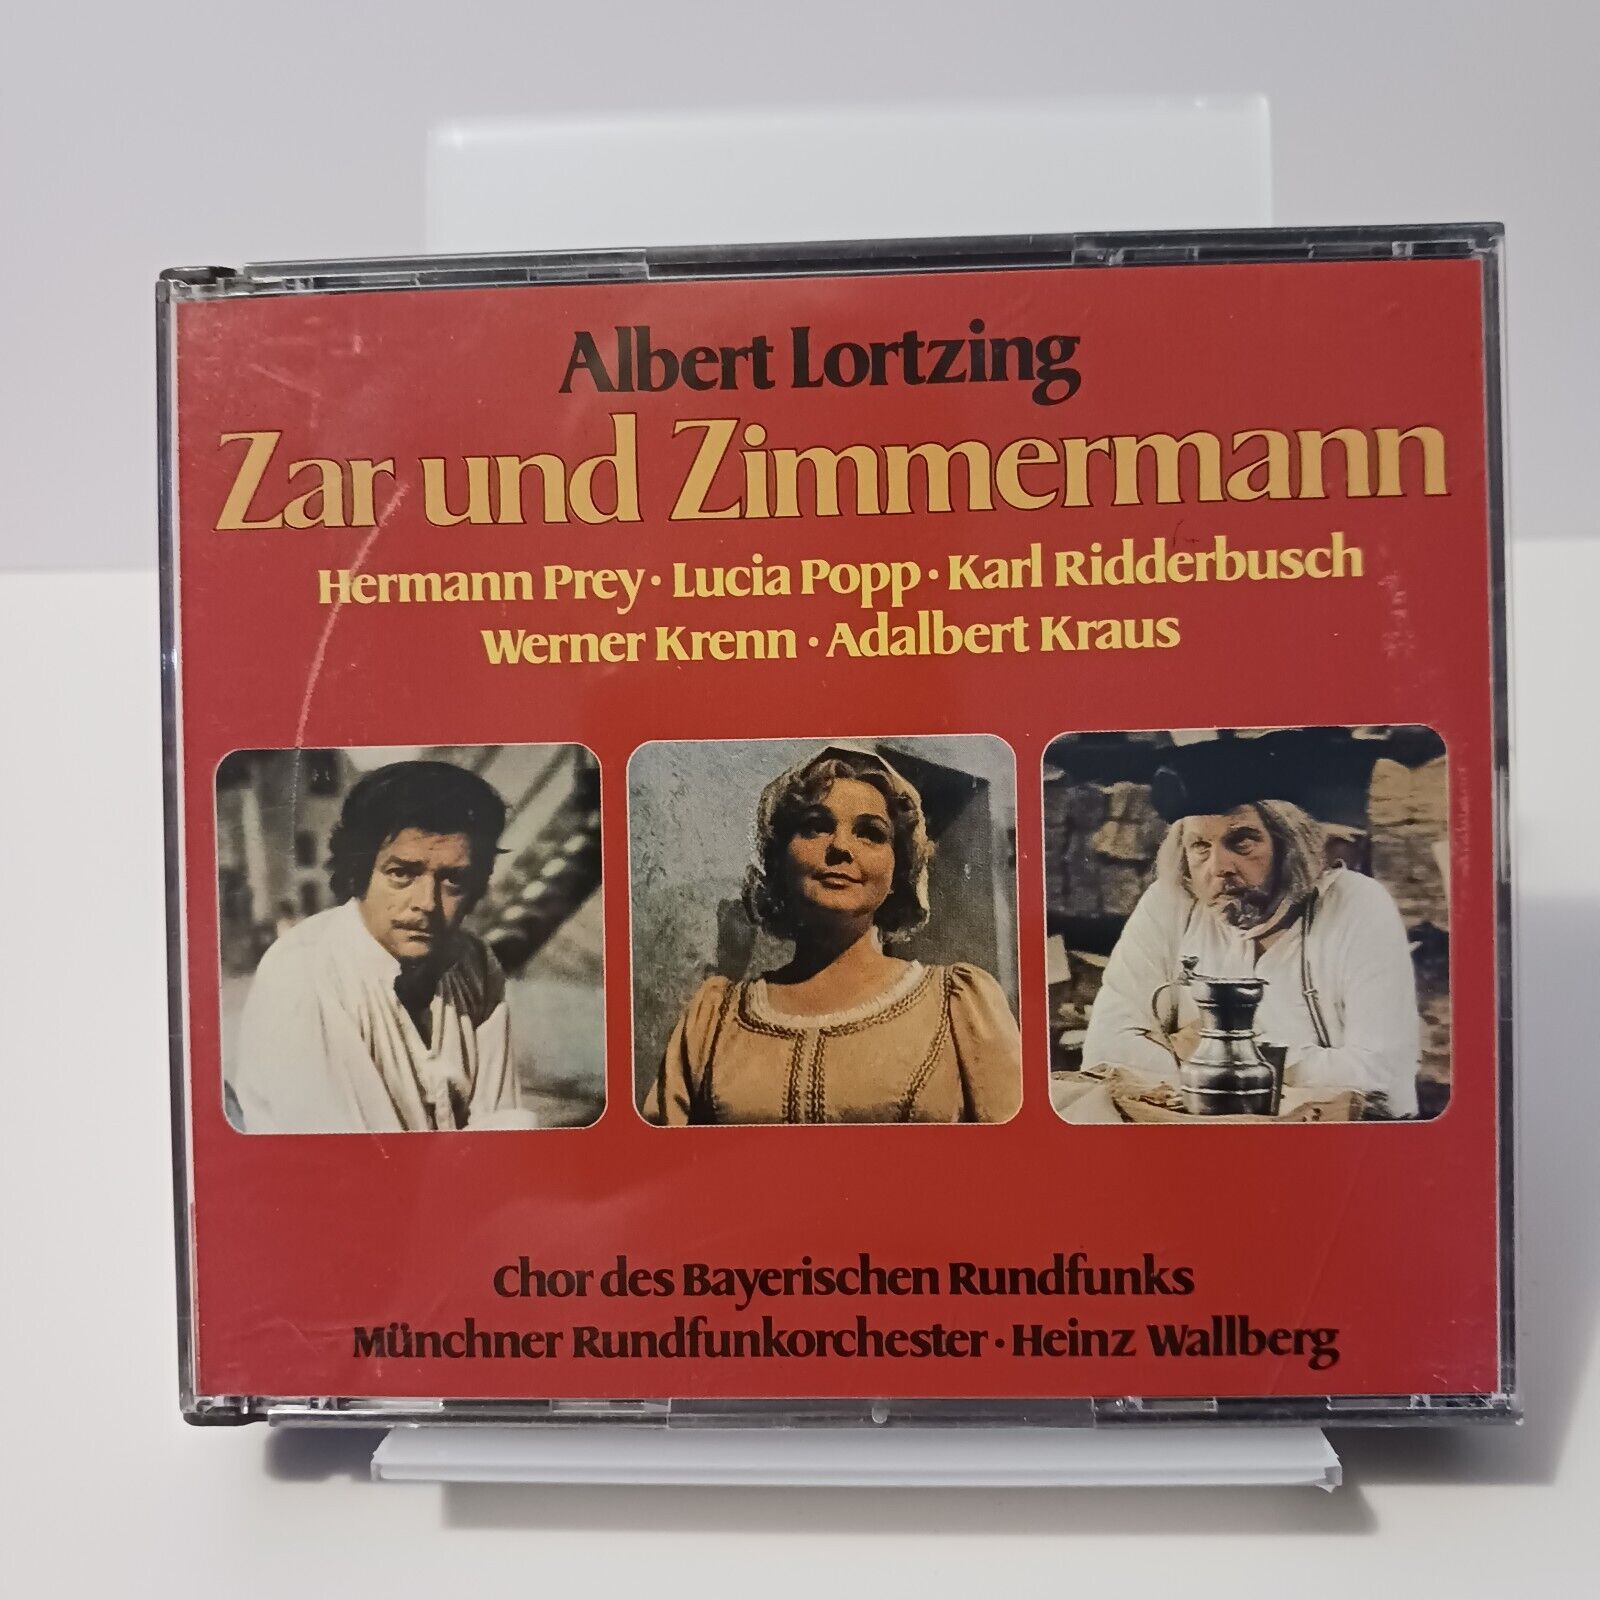 Albert Lortzing
Zar und Zimmermann
Hermann Prey · Lucia Popp · Karl Ridderbusch
Werner Krenn · Adalbert Kraus
Chor des Bayerischen Rundfunks
Münchner Rundfunkorchester · Heinz Wallberg